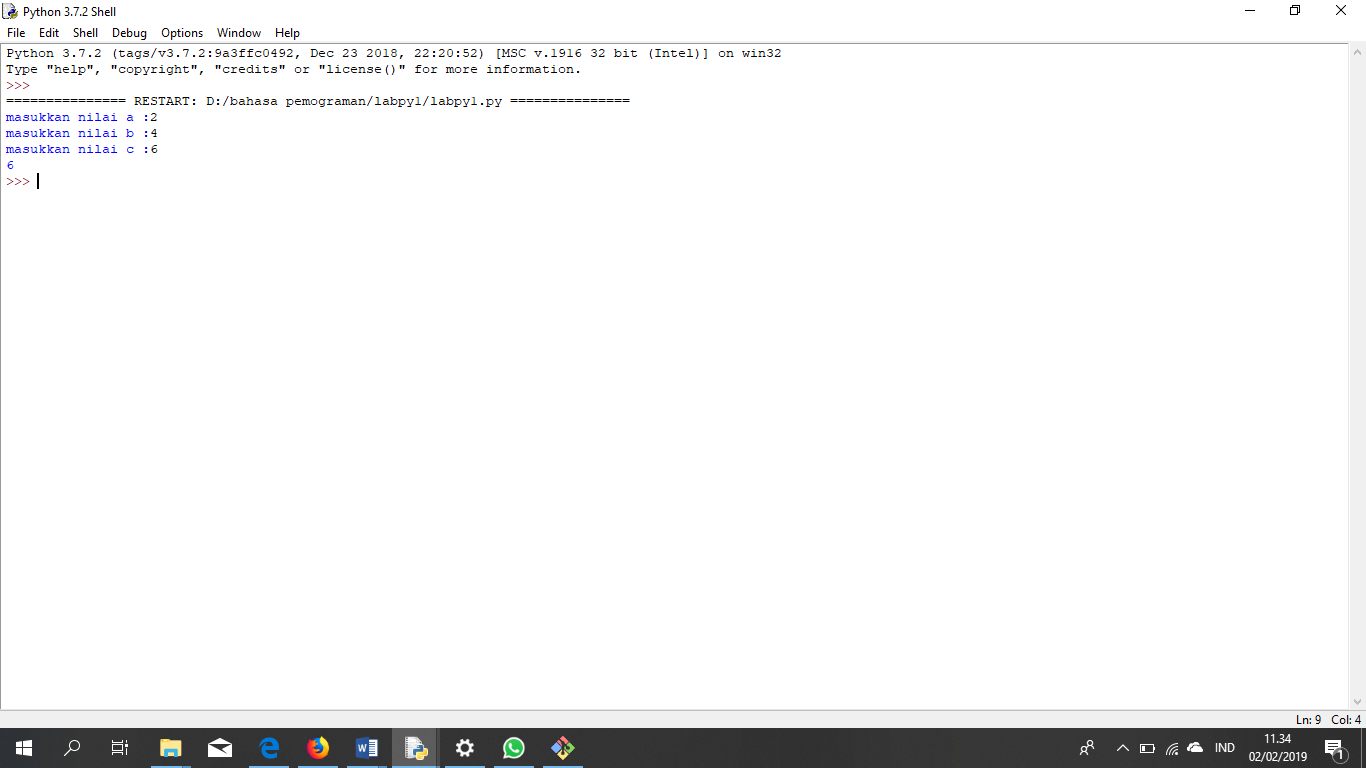 Python 3.7.2 Shell
File Edit Shell Debug Options Window Help
Python 3.7.2 (tags/v3.7.2:9a3ffc0492, Dec 23 2018, 22:20:52) [MSC v.1916 32 bit (Intel)] on win32
Type "help", "copyright", "credits" or "license()" for more information.
>>>
=============== RESTART: D:/bahasa pemograman/labpy1/labpy1.py ===============
masukkan nilai a :2
masukkan nilai b :4
masukkan nilai c :6
6
>>>
Ln: 9 Col: 4
IND
11.34
02/02/2019
1